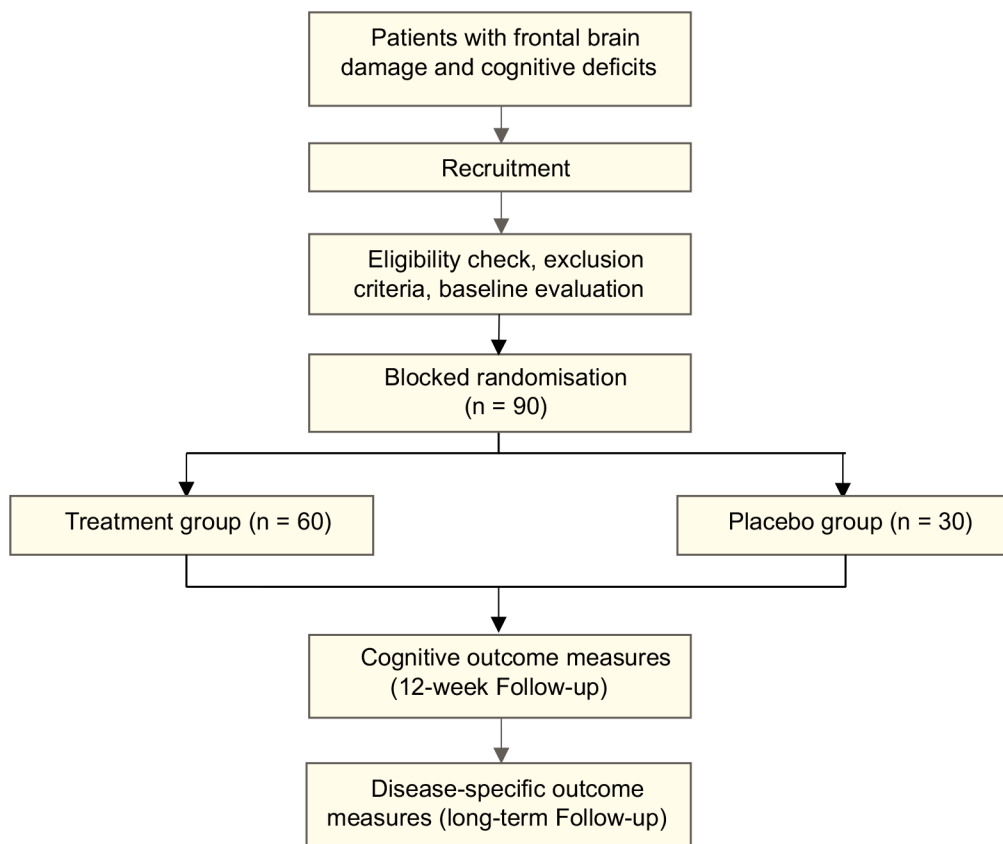 Patients with frontal brain
damage and cognitive deficits
Recruitment
Eligibility check, exclusion
criteria, baseline evaluation
Blocked randomisation
(n = 90)
Treatment group (n = 60)
Placebo group (n = 30)
Cognitive outcome measures
(12-week Follow-up)
Disease-specific outcome
measures (long-term Follow-up)